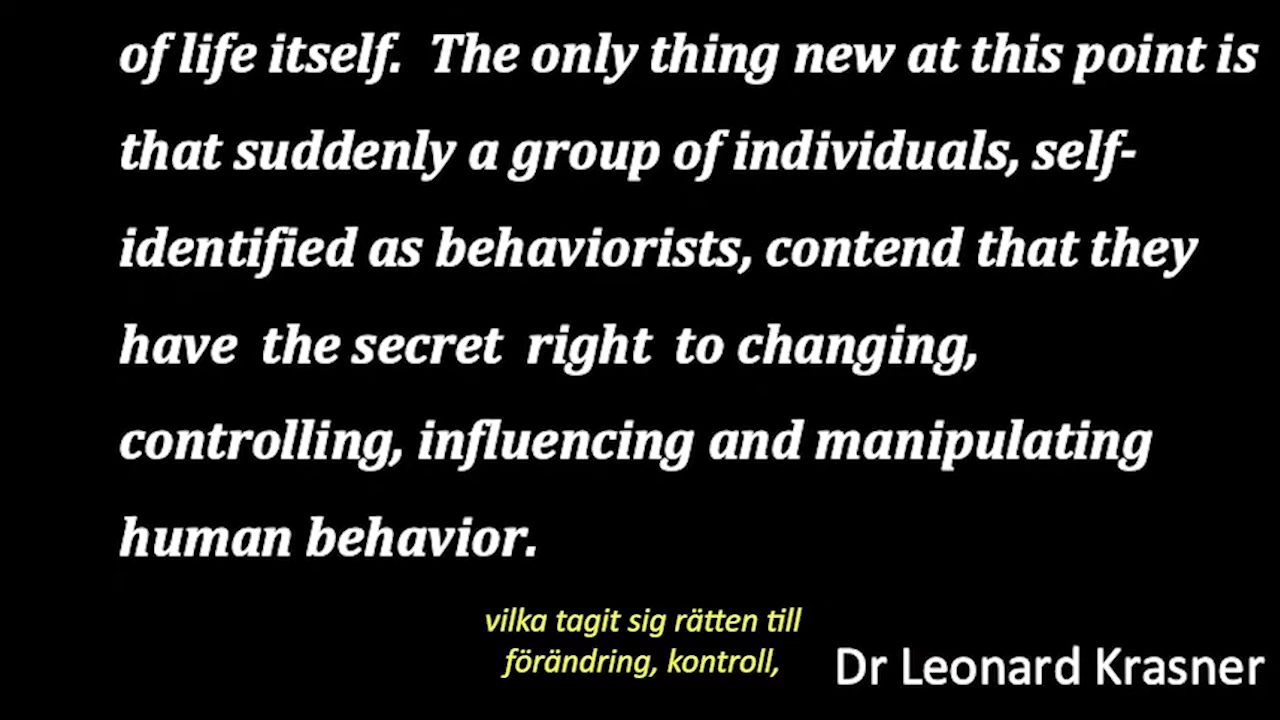 of life itself. The only thing new at this point is
that suddenly a group of individuals, self-
identified as behaviorists, contend that they
have the secret right to changing,
controlling, influencing and manipulating
human behavior.
vilka tagit sig rätten till
förändring, kontroll,
Dr Leonard Krasner